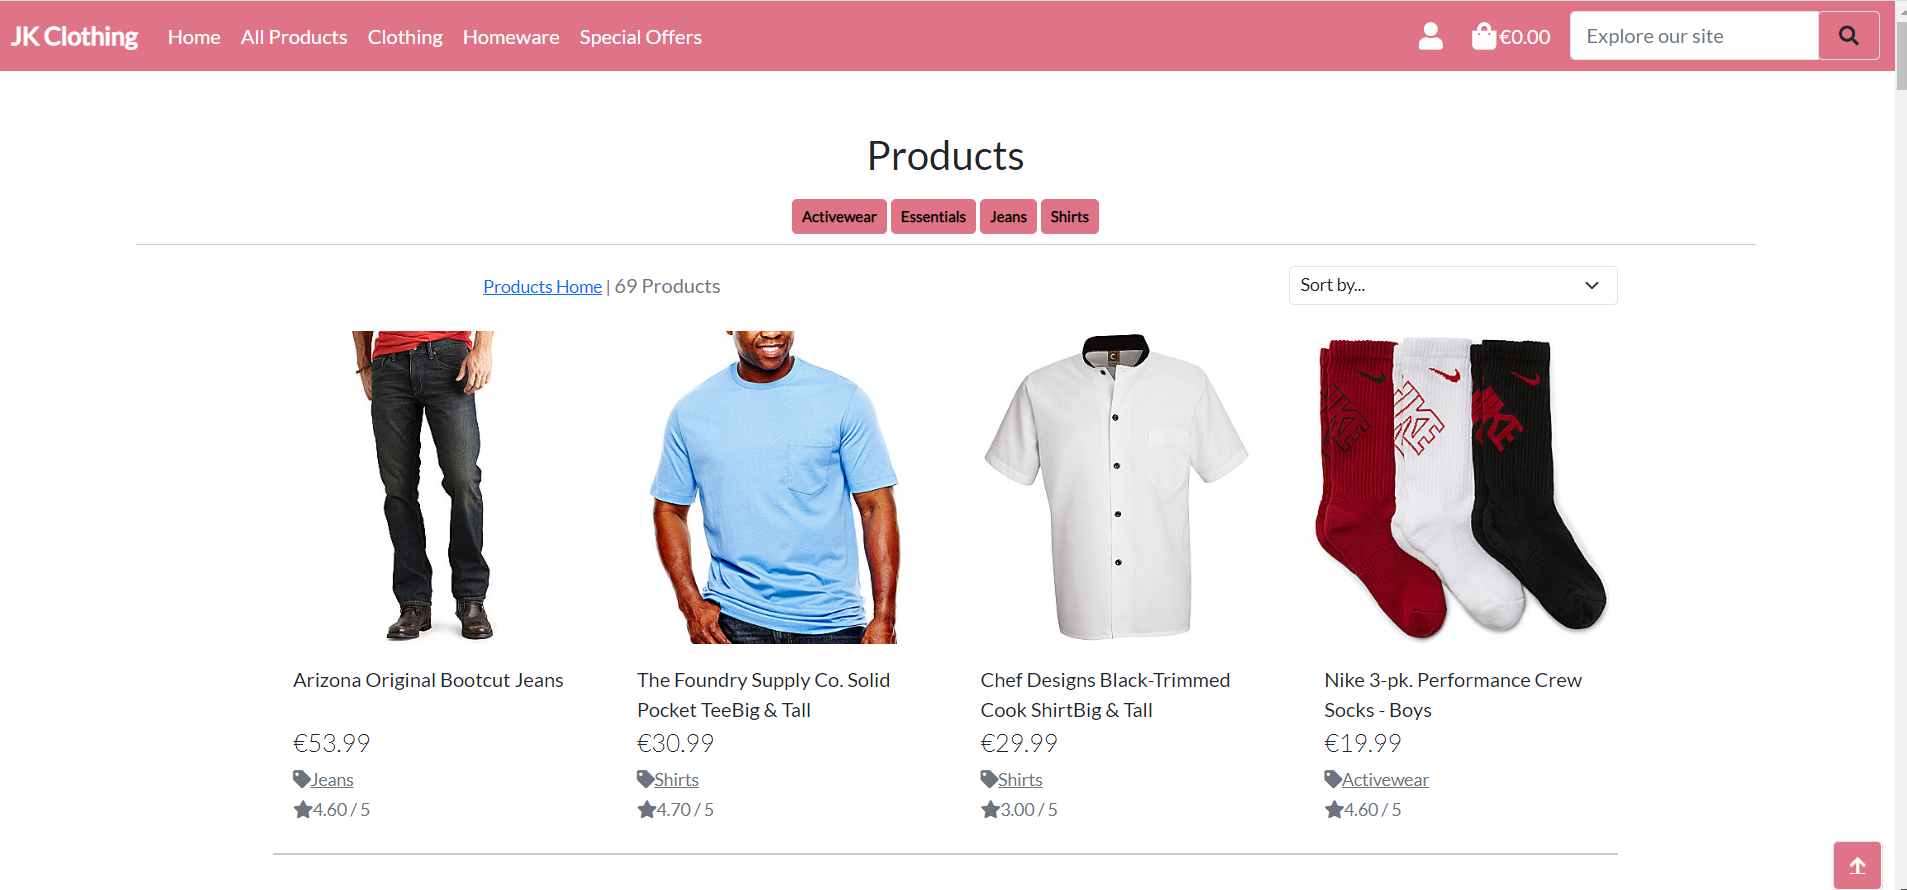 JK Clothing Home All Products Clothing Homeware Special Offers €0.00 Explore our site
Products
Activewear Essentials Jeans Shirts
Products Home | 69 Products Sort by...
Arizona Original Bootcut Jeans
€53.99
Jeans
4.60 / 5
The Foundry Supply Co. Solid
Pocket TeeBig & Tall
€30.99
Shirts
4.70 / 5
Chef Designs Black-Trimmed
Cook ShirtBig & Tall
€29.99
Shirts
3.00 / 5
Nike 3-pk. Performance Crew
Socks - Boys
€19.99
Activewear
4.60 / 5